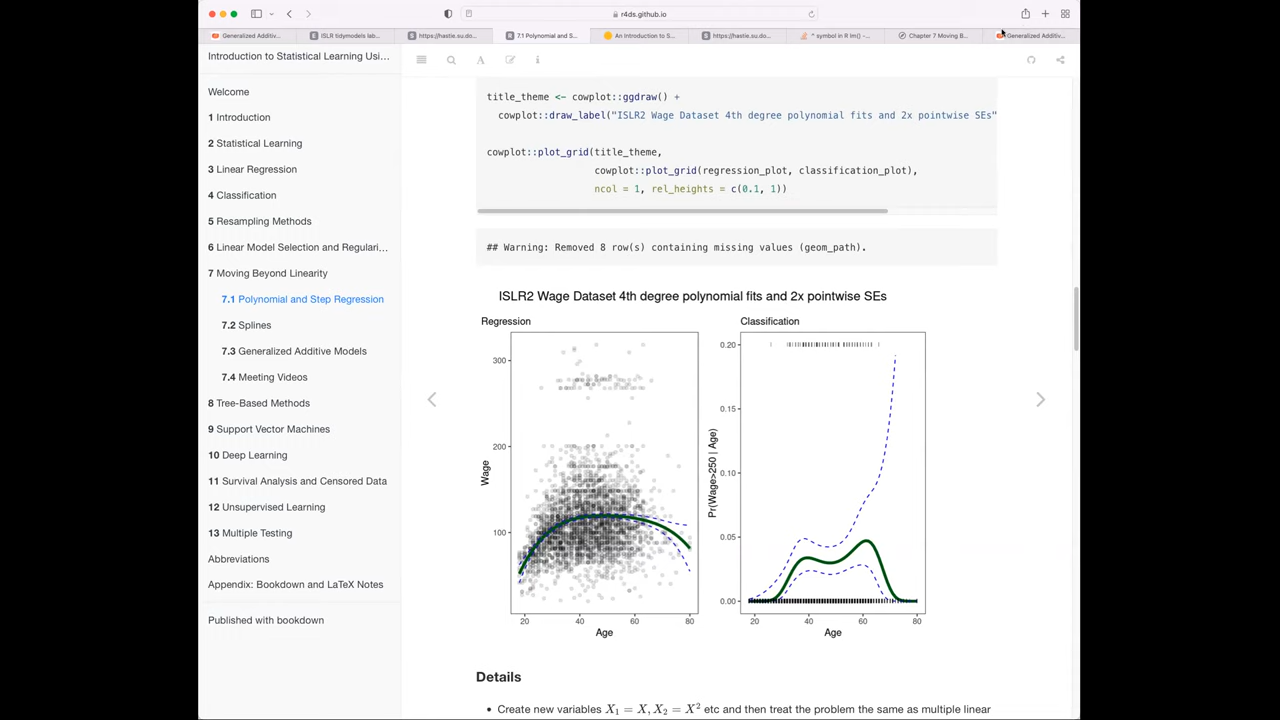 r4ds.github.io
Generalized Additiv...
ISLR tidymodels lab...
https://hastie.su.do...
7.1 Polynomial and S...
An Introduction to S...
https://hastie.su.dom...
'^' symbol in R lm() –...
Chapter 7 Moving B...
Generalized Additiv...
Introduction to Statistical Learning Usi...
Welcome
1 Introduction
2 Statistical Learning
3 Linear Regression
4 Classification
5 Resampling Methods
6 Linear Model Selection and Regulari...
7 Moving Beyond Linearity
7.1 Polynomial and Step Regression
7.2 Splines
7.3 Generalized Additive Models
7.4 Meeting Videos
8 Tree-Based Methods
9 Support Vector Machines
10 Deep Learning
11 Survival Analysis and Censored Data
12 Unsupervised Learning
13 Multiple Testing
Abbreviations
Appendix: Bookdown and LaTeX Notes
Published with bookdown
title_theme <- cowplot::ggdraw() +
cowplot::draw_label("ISLR2 Wage Dataset 4th degree polynomial fits and 2x pointwise SEs"
cowplot::plot_grid(title_theme,
cowplot::plot_grid(regression_plot, classification_plot),
ncol = 1, rel_heights = c(0.1, 1))
## Warning: Removed 8 row(s) containing missing values (geom_path).
ISLR2 Wage Dataset 4th degree polynomial fits and 2x pointwise SEs
Regression
300
200
100
Wage
20 40 60 80
Age
Classification
0.20
0.15
0.10
0.05
0.00
Pr(Wage>250 | Age)
20 40 60 80
Age
Details
• Create new variables X₁ = X, X₂ = X² etc and then treat the problem the same as multiple linear